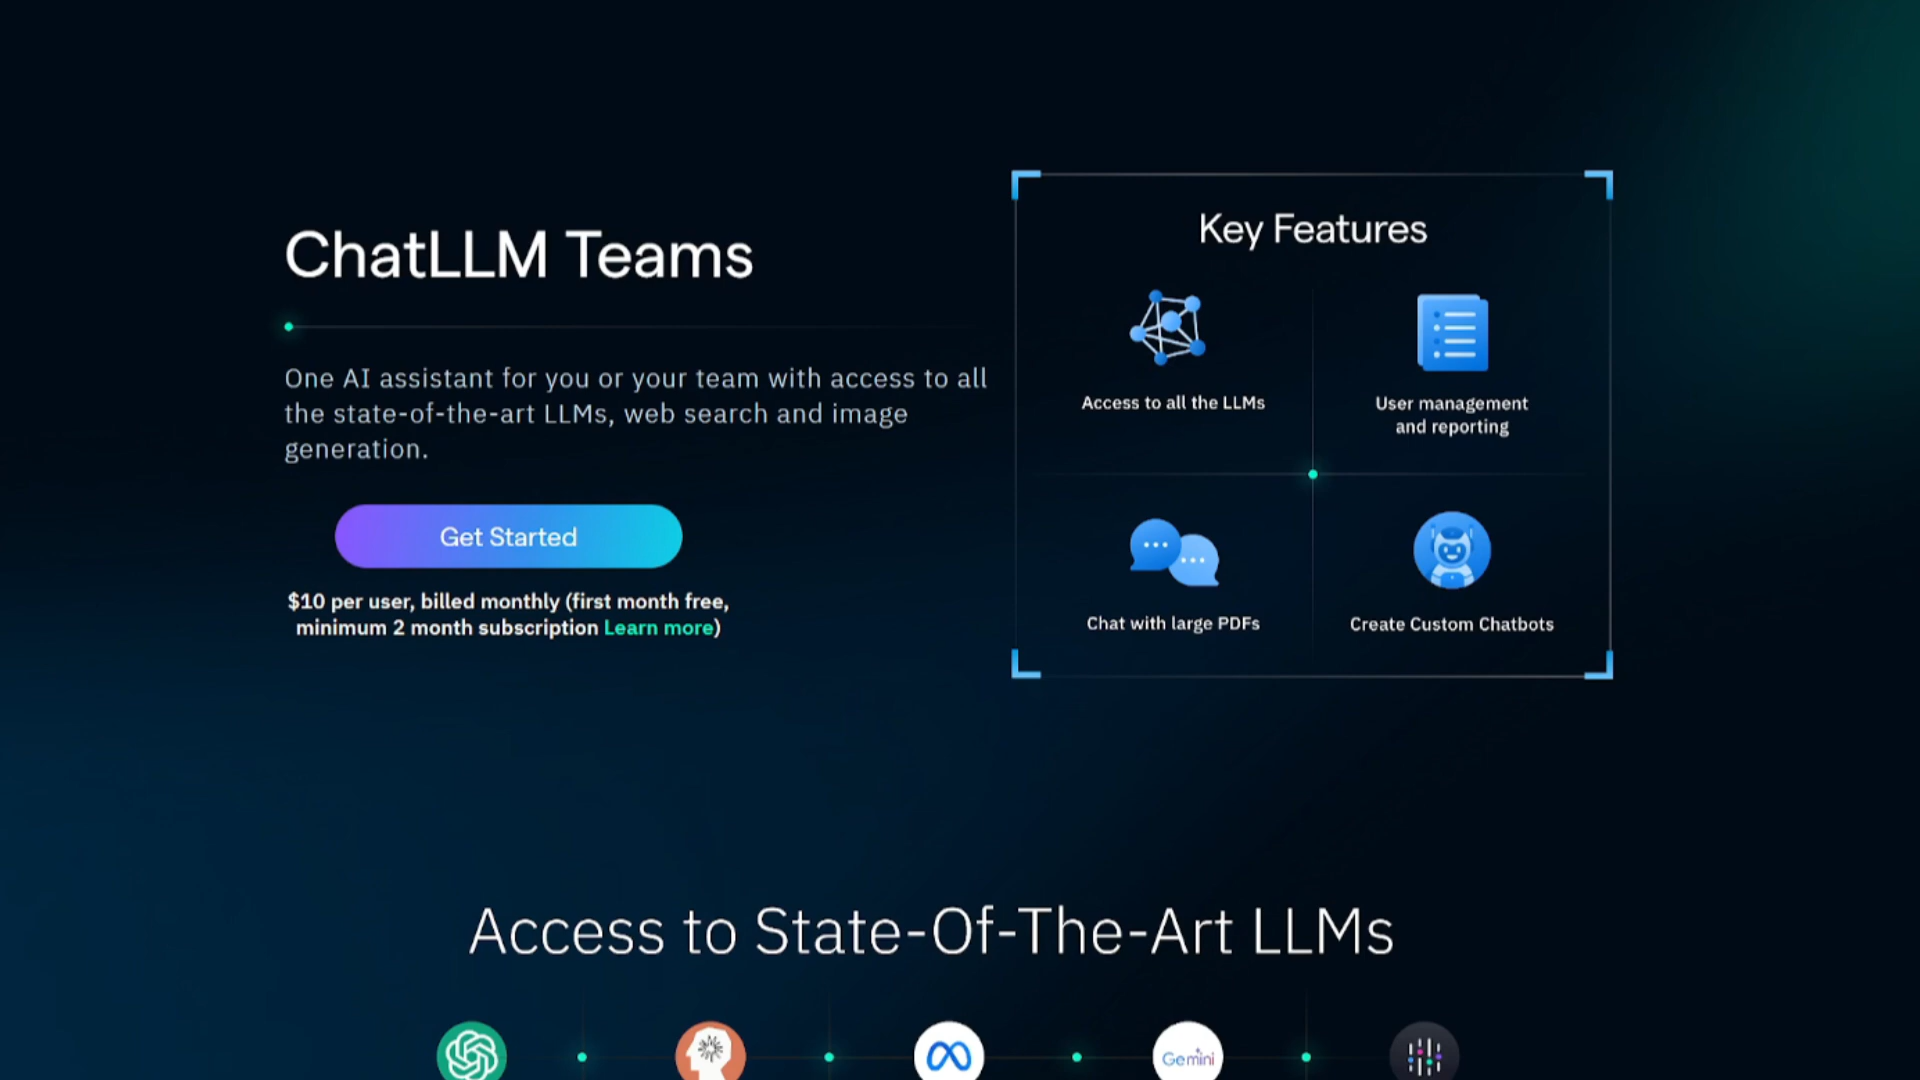 ChatLLM Teams
One AI assistant for you or your team with access to all
the state-of-the-art LLMs, web search and image
generation.
Get Started
$10 per user, billed monthly (first month free,
minimum 2 month subscription Learn more)
Key Features
Access to all the LLMs
User management
and reporting
Chat with large PDFs
Create Custom Chatbots
Access to State-Of-The-Art LLMs
Gemini